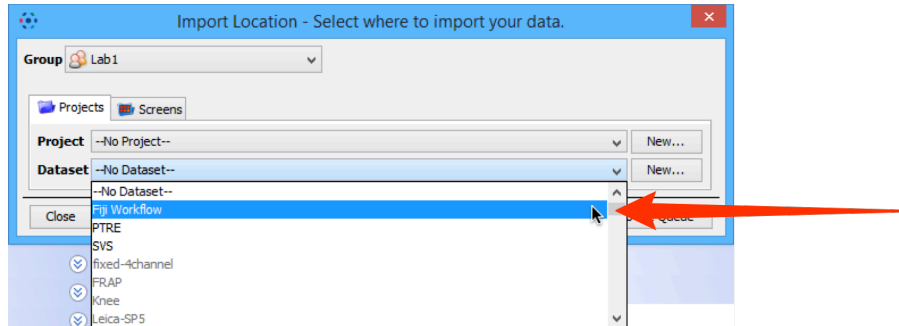 Import Location - Select where to import your data.
Group Lab1
Projects Screens
Project --No Project-- New...
Dataset --No Dataset-- New...
--No Dataset--
Close Fiji Workflow Queue
PTRE
SVS
fixed-4channel
FRAP
Knee
Leica-SP5